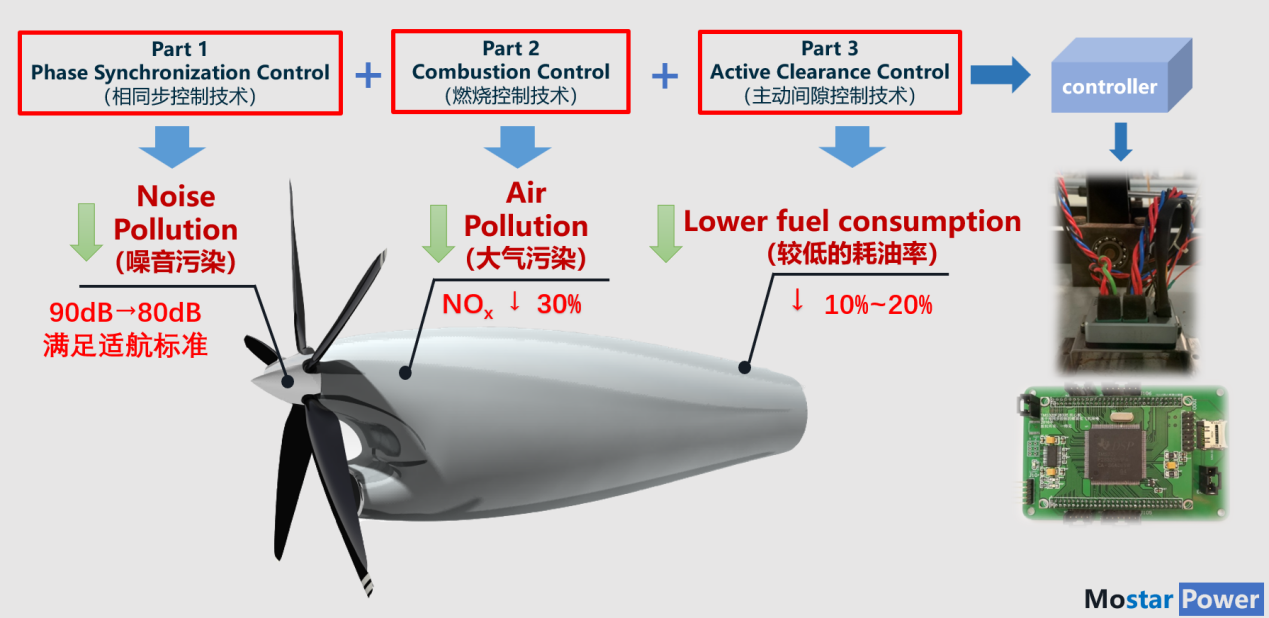 Part 1
Phase Synchronization Control
（相同步控制技术）
+
Part 2
Combustion Control
（燃烧控制技术）
+
Part 3
Active Clearance Control
（主动间隙控制技术）
controller
Noise
Pollution
（噪音污染）
90dB→80dB
满足适航标准
Air
Pollution
（大气污染）
NOₓ ↓ 30%
Lower fuel consumption
（较低的耗油率）
↓ 10%~20%
Mostar Power